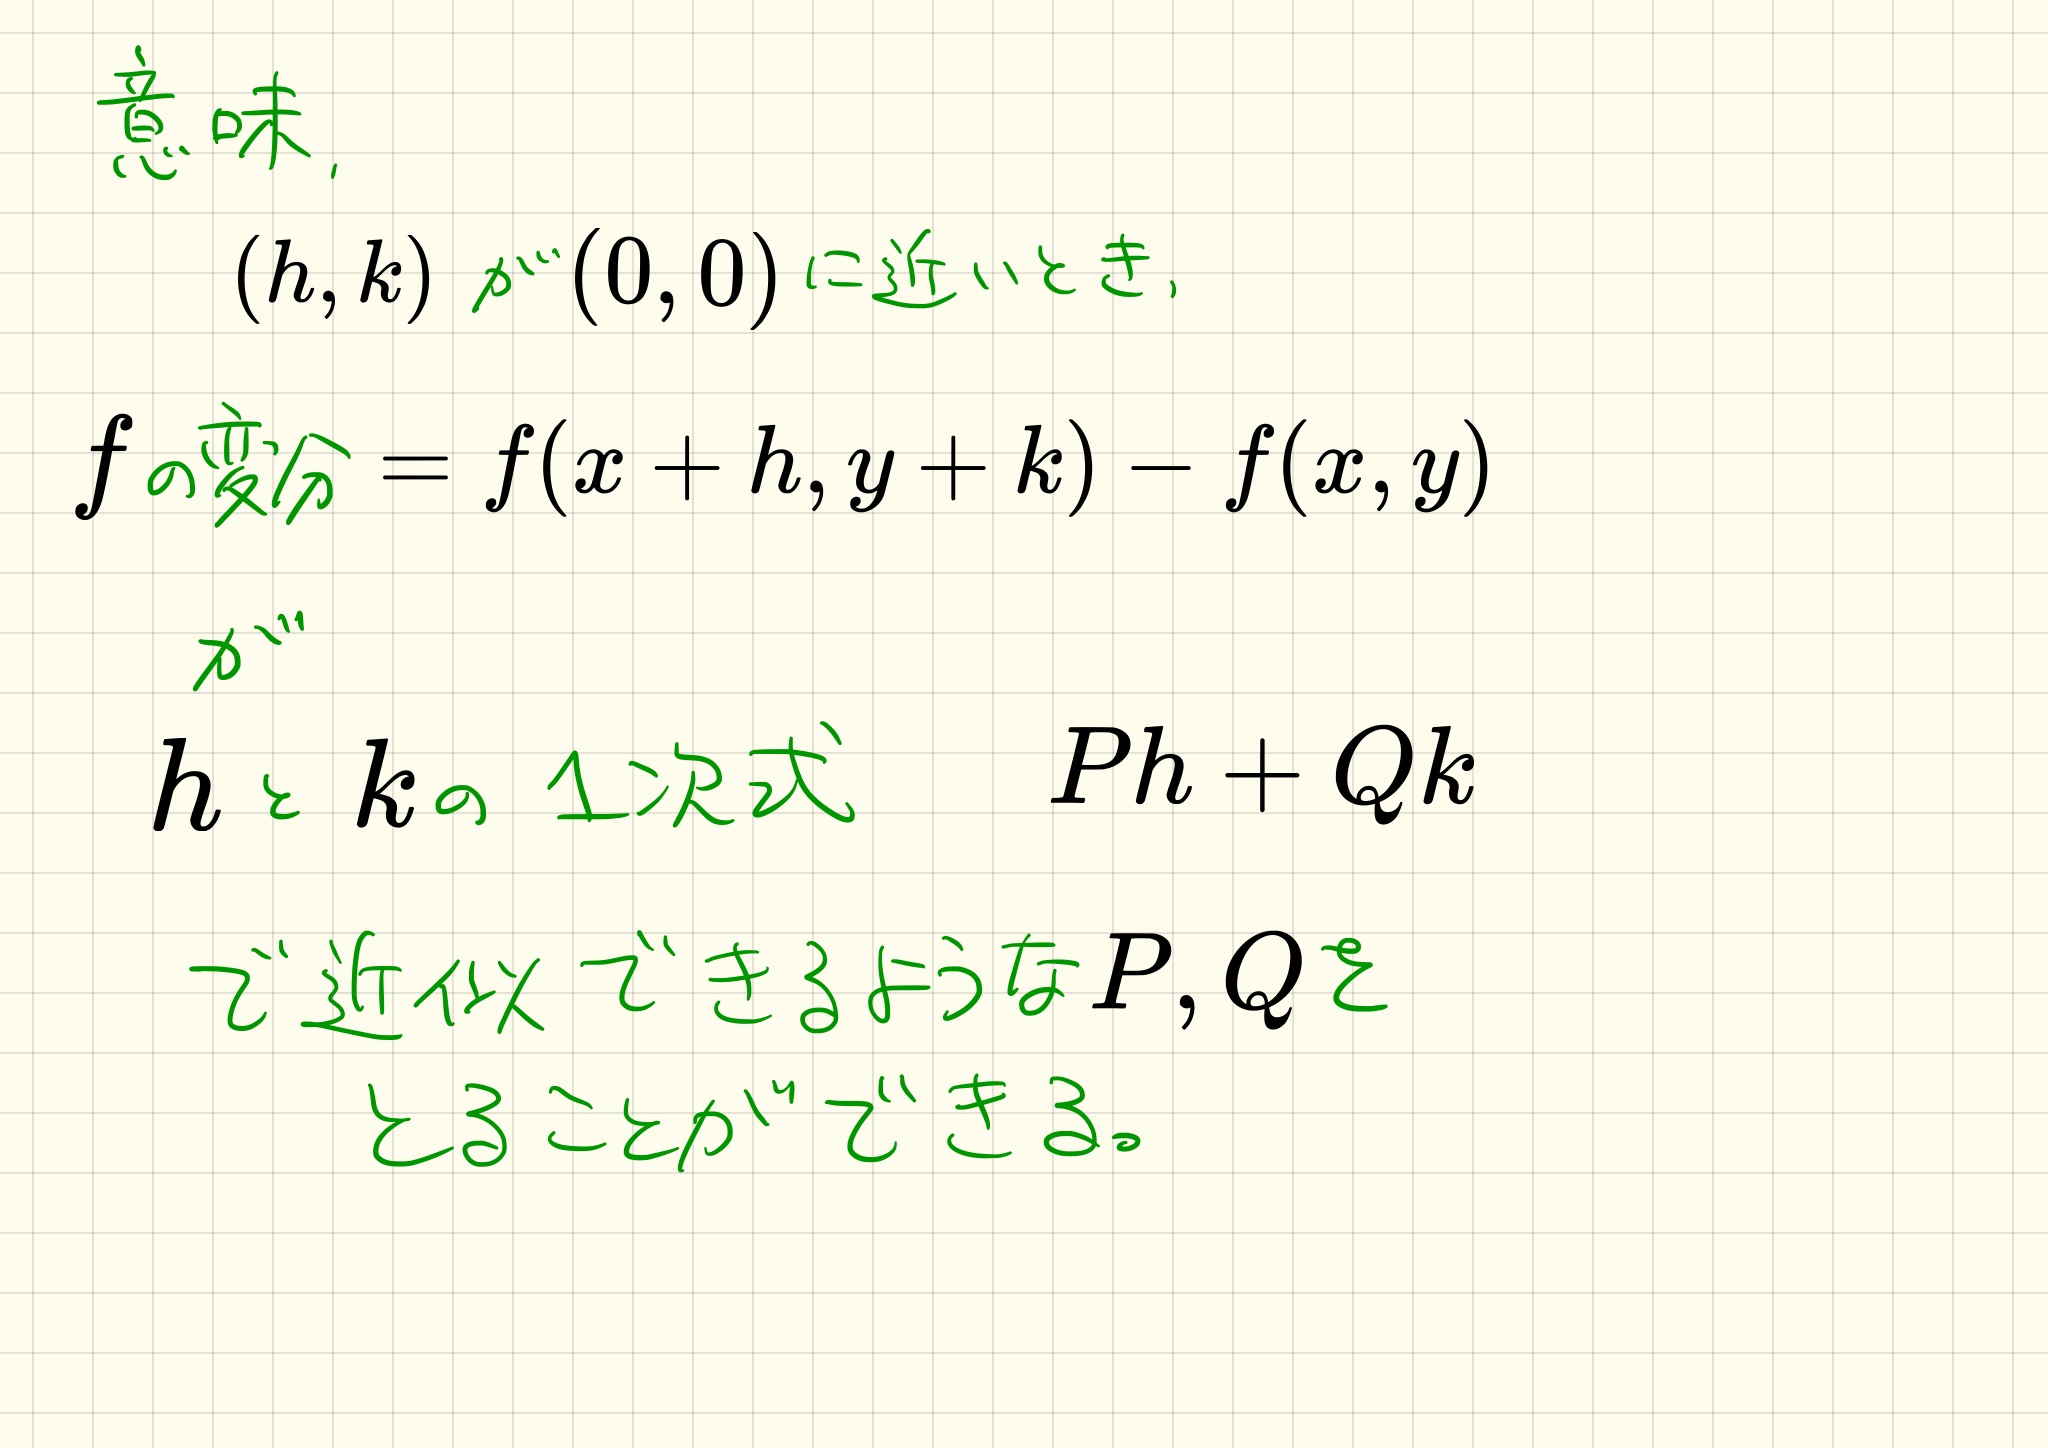 意味,
(h, k) が (0, 0) に近いとき,
f の変分 = f(x + h, y + k) − f(x, y)
が
h と k の 1次式 Ph + Qk
で近似できるような P, Q を
とることができる。